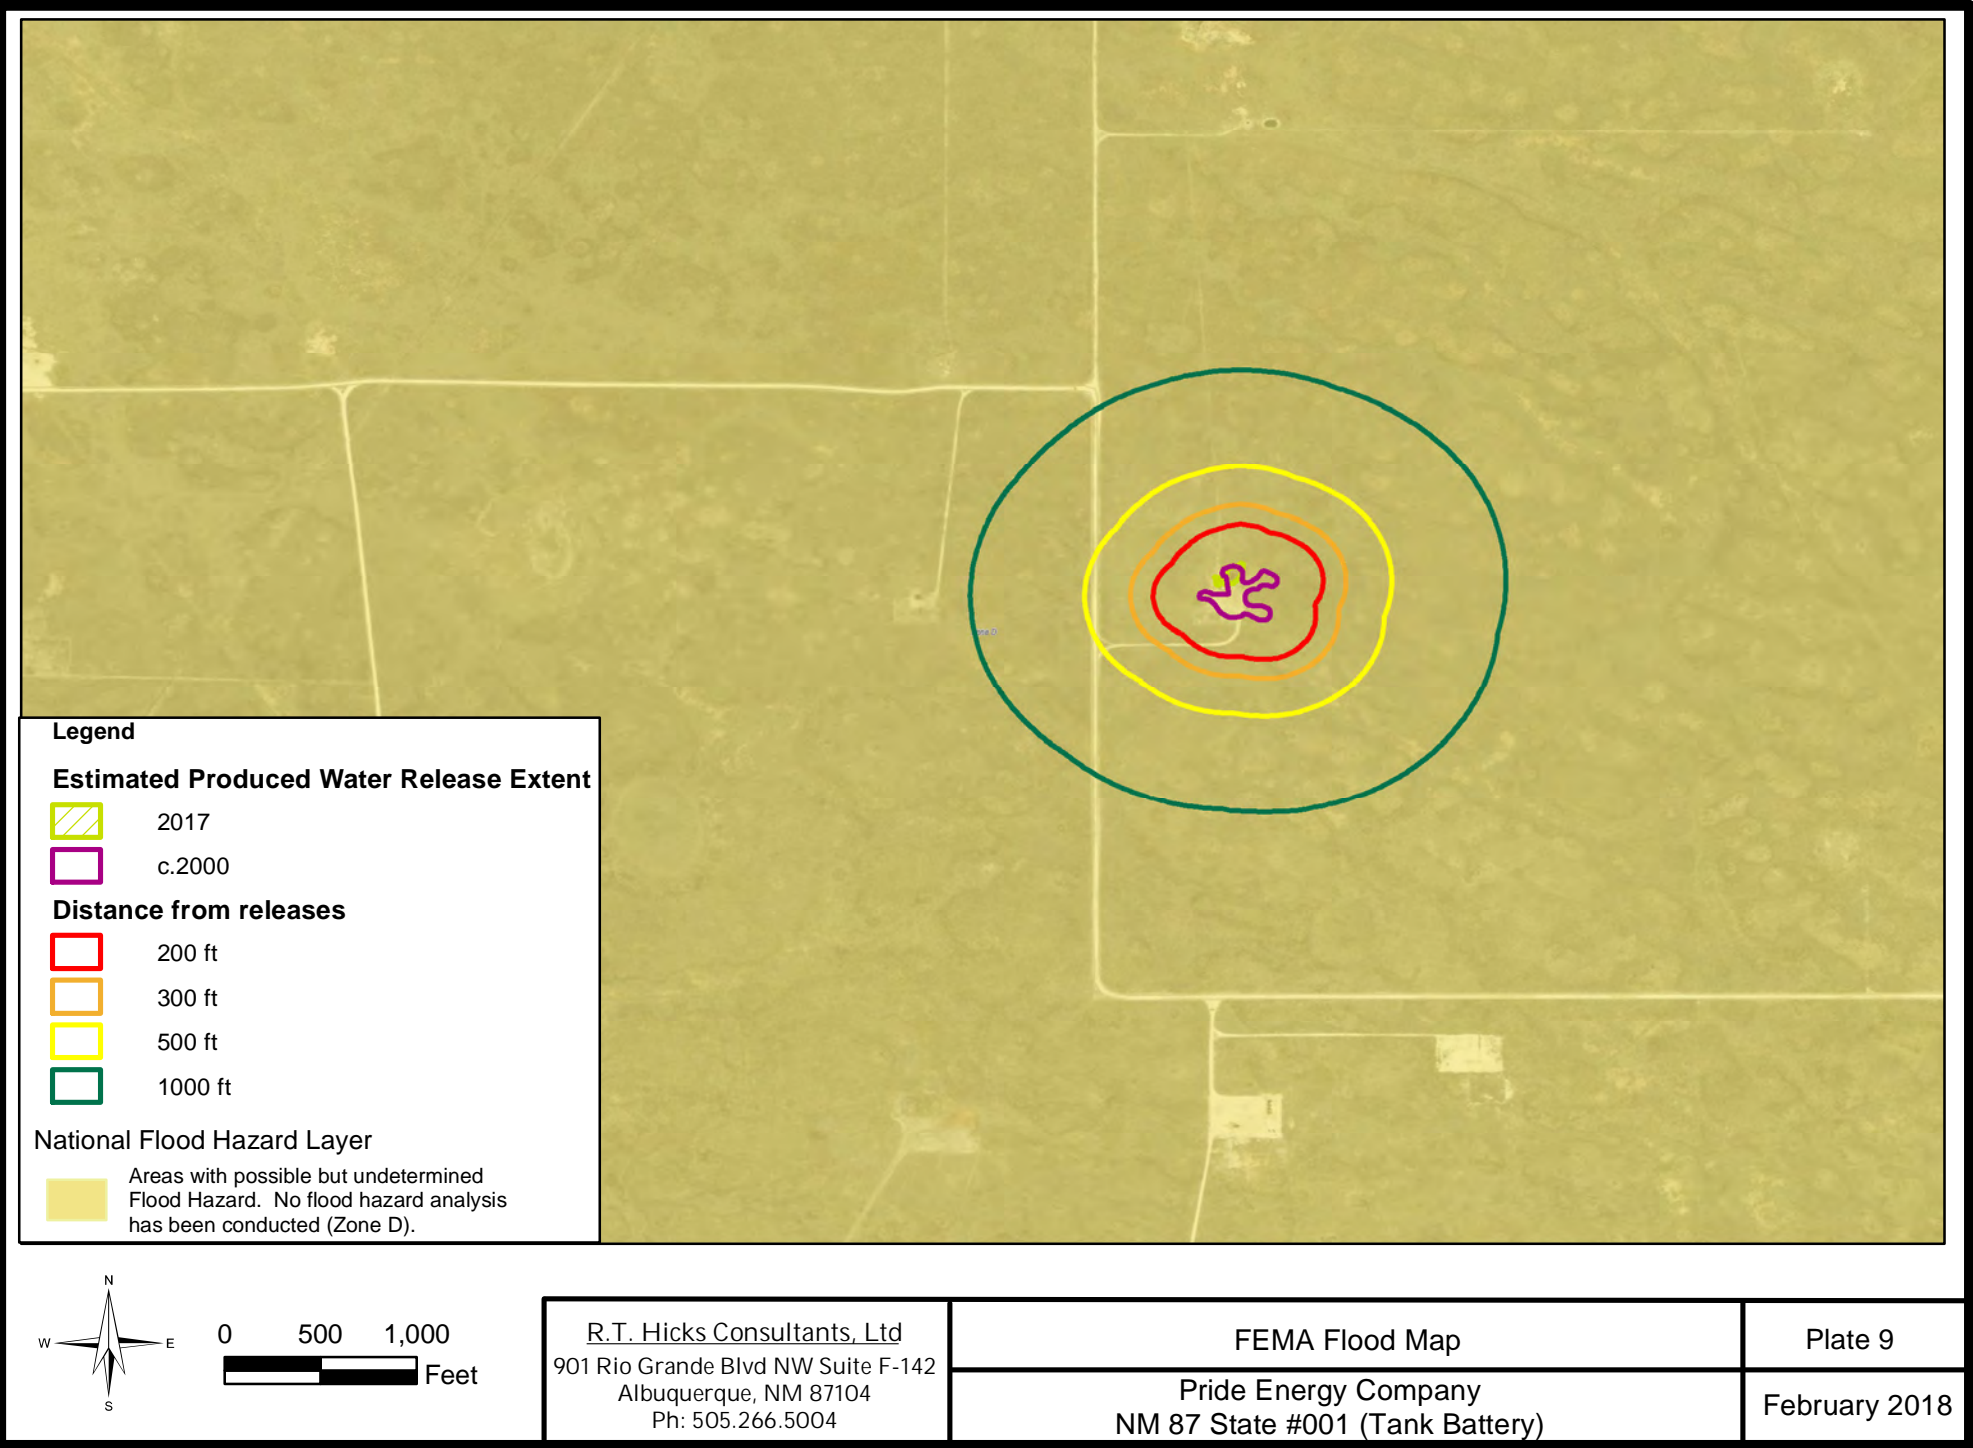 Zone D
Legend
Estimated Produced Water Release Extent
2017
c.2000
Distance from releases
200 ft
300 ft
500 ft
1000 ft
National Flood Hazard Layer
Areas with possible but undetermined
Flood Hazard.  No flood hazard analysis
has been conducted (Zone D).
N
W
E
S
0 500 1,000
Feet
R.T. Hicks Consultants, Ltd
901 Rio Grande Blvd NW Suite F-142
Albuquerque, NM 87104
Ph: 505.266.5004
FEMA Flood Map
Pride Energy Company
NM 87 State #001 (Tank Battery)
Plate 9
February 2018